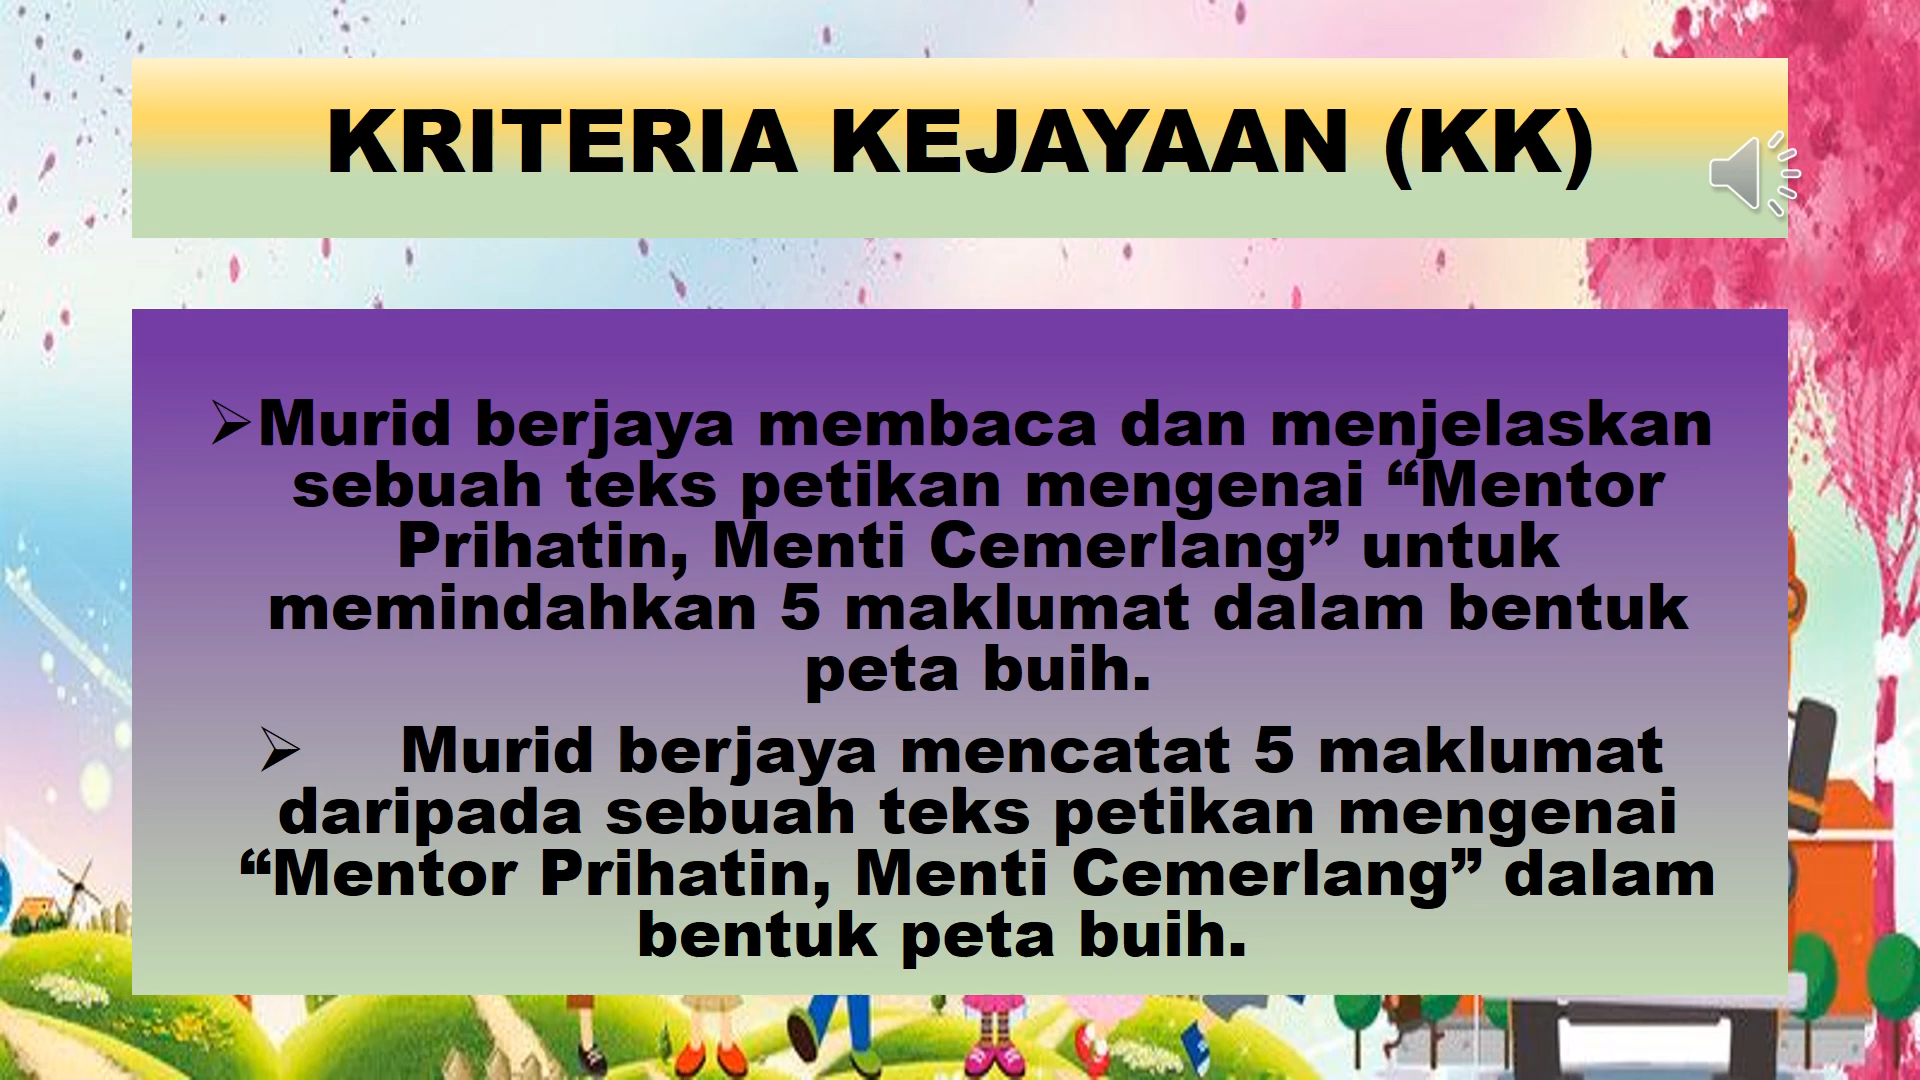 KRITERIA KEJAYAAN (KK)
➢Murid berjaya membaca dan menjelaskan
sebuah teks petikan mengenai “Mentor
Prihatin, Menti Cemerlang” untuk
memindahkan 5 maklumat dalam bentuk
peta buih.
➢ Murid berjaya mencatat 5 maklumat
daripada sebuah teks petikan mengenai
“Mentor Prihatin, Menti Cemerlang” dalam
bentuk peta buih.